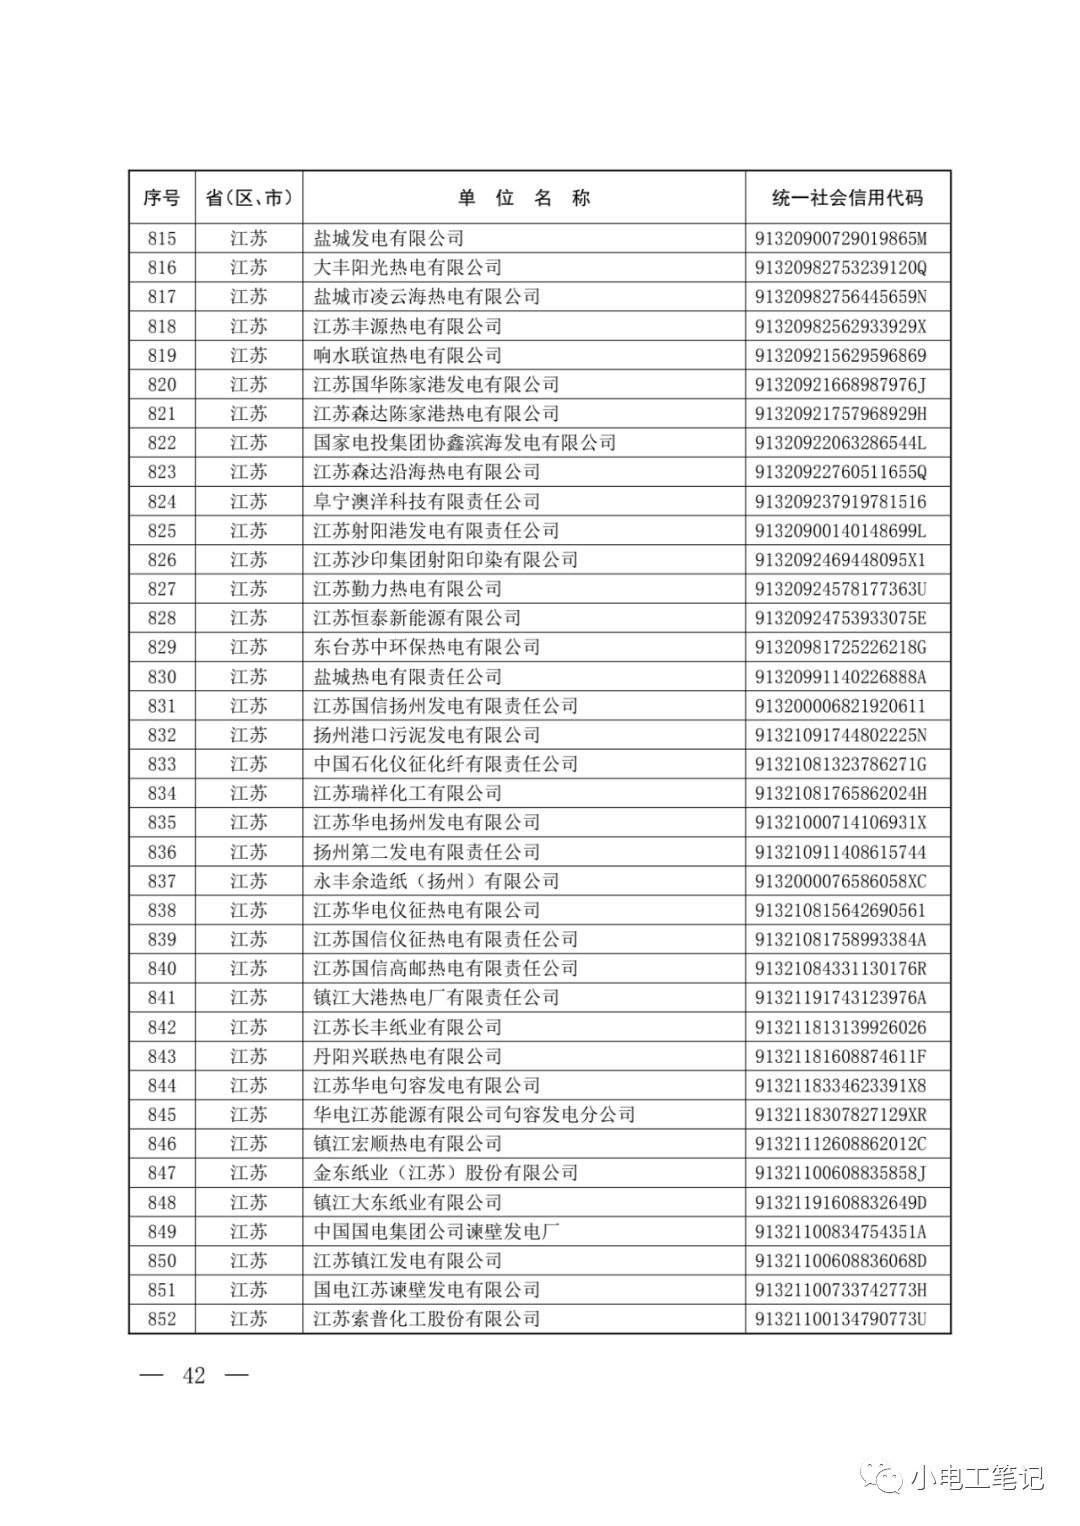 序号 省(区、市) 单 位 名 称 统一社会信用代码
815 江苏 盐城发电有限公司 91320900729019865M
816 江苏 大丰阳光热电有限公司 91320982753239120Q
817 江苏 盐城市凌云海热电有限公司 91320982756445659N
818 江苏 江苏丰源热电有限公司 91320982562933929X
819 江苏 响水联谊热电有限公司 913209215629596869
820 江苏 江苏国华陈家港发电有限公司 91320921668987976J
821 江苏 江苏森达陈家港热电有限公司 91320921757968929H
822 江苏 国家电投集团协鑫滨海发电有限公司 91320922063286544L
823 江苏 江苏森达沿海热电有限公司 91320922760511655Q
824 江苏 阜宁澳洋科技有限责任公司 913209237919781516
825 江苏 江苏射阳港发电有限责任公司 91320900140148699L
826 江苏 江苏沙印集团射阳印染有限公司 9132092469448095X1
827 江苏 江苏勤力热电有限公司 91320924578177363U
828 江苏 江苏恒泰新能源有限公司 91320924753933075E
829 江苏 东台苏中环保热电有限公司 91320981725226218G
830 江苏 盐城热电有限责任公司 91320991140226888A
831 江苏 江苏国信扬州发电有限责任公司 913200006821920611
832 江苏 扬州港口污泥发电有限公司 91321091744802225N
833 江苏 中国石化仪征化纤有限责任公司 91321081323786271G
834 江苏 江苏瑞祥化工有限公司 91321081765862024H
835 江苏 江苏华电扬州发电有限公司 91321000714106931X
836 江苏 扬州第二发电有限责任公司 913210911408615744
837 江苏 永丰余造纸（扬州）有限公司 9132000076586058XC
838 江苏 江苏华电仪征热电有限公司 913210815642690561
839 江苏 江苏国信仪征热电有限责任公司 91321081758993384A
840 江苏 江苏国信高邮热电有限责任公司 91321084331130176R
841 江苏 镇江大港热电厂有限责任公司 91321191743123976A
842 江苏 江苏长丰纸业有限公司 913211813139926026
843 江苏 丹阳兴联热电有限公司 91321181608874611F
844 江苏 江苏华电句容发电有限公司 9132118334623391X8
845 江苏 华电江苏能源有限公司句容发电分公司 9132118307827129XR
846 江苏 镇江宏顺热电有限公司 91321112608862012C
847 江苏 金东纸业（江苏）股份有限公司 91321100608835858J
848 江苏 镇江大东纸业有限公司 91321191608832649D
849 江苏 中国国电集团公司谏壁发电厂 91321100834754351A
850 江苏 江苏镇江发电有限公司 91321100608836068D
851 江苏 国电江苏谏壁发电有限公司 91321100733742773H
852 江苏 江苏索普化工股份有限公司 91321100134790773U
— 42 —
小电工笔记